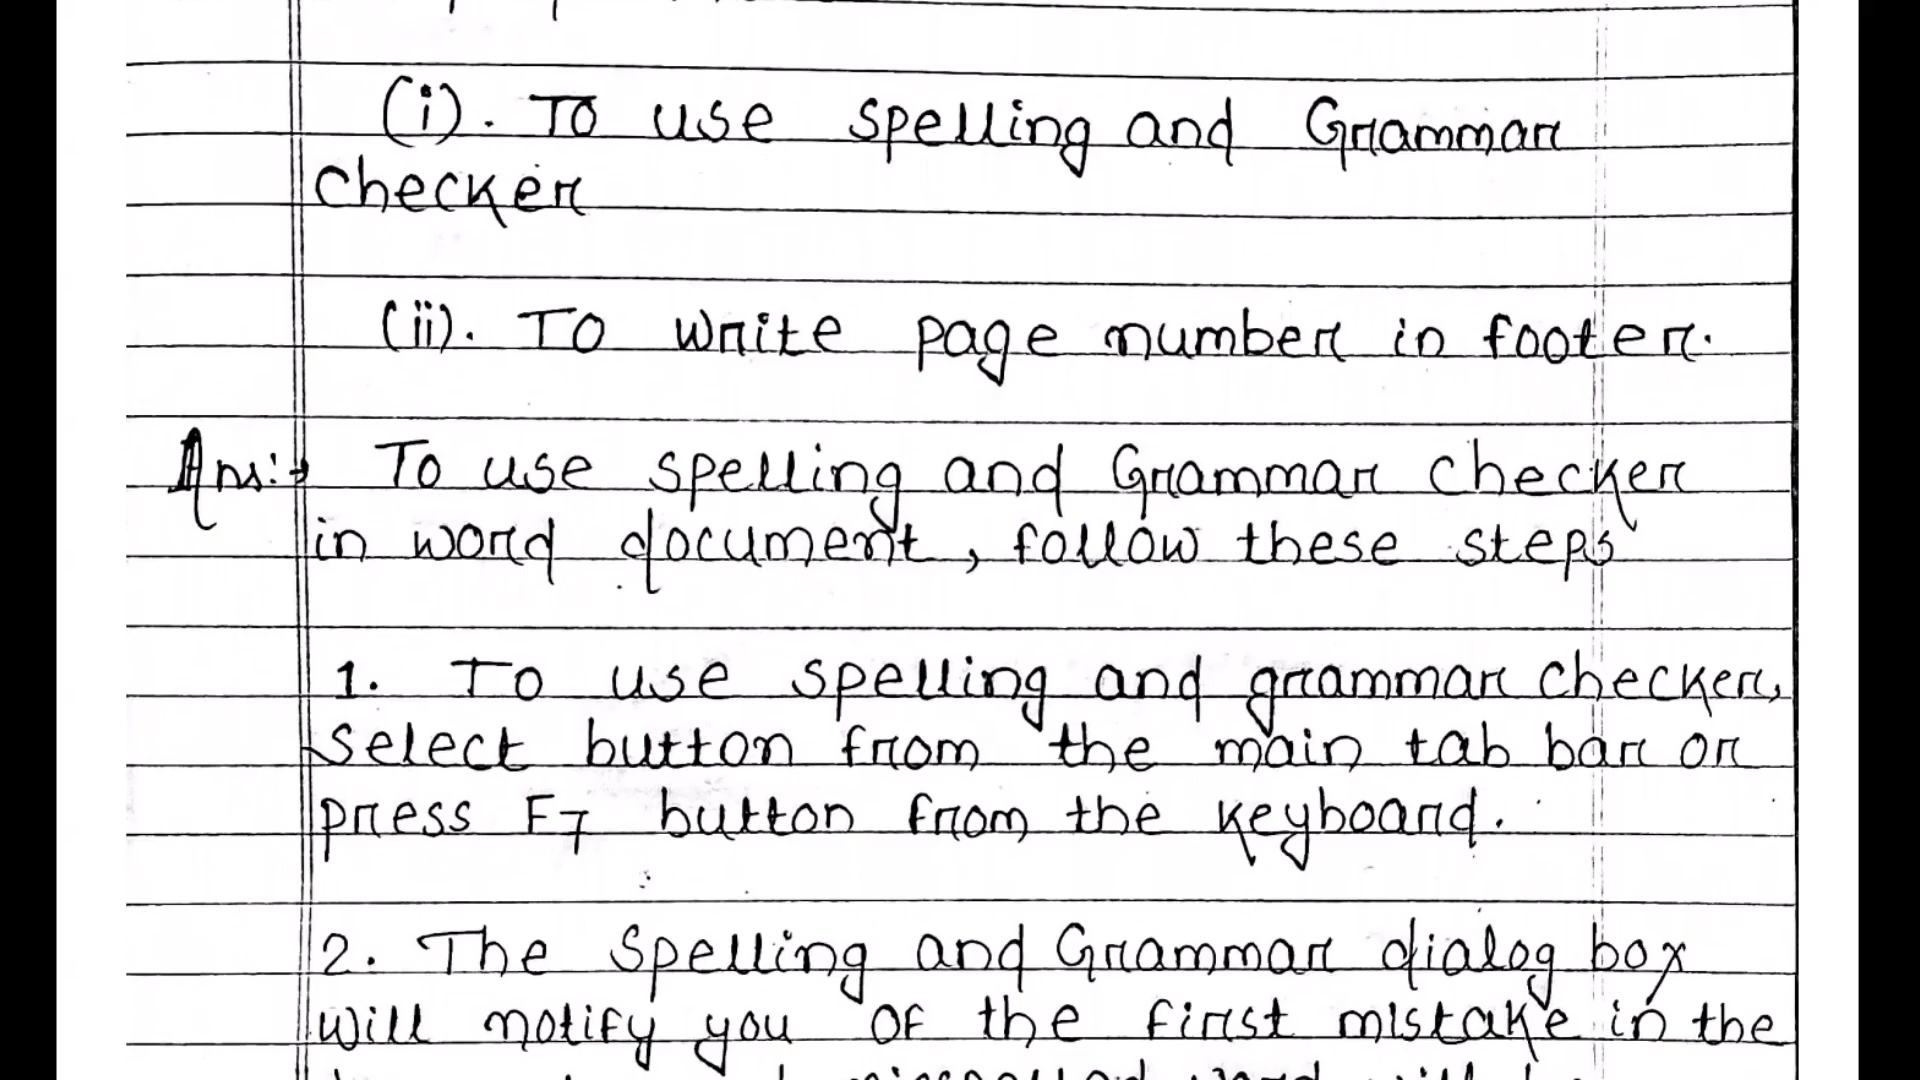 (i). To use spelling and Grammar
checker
(ii). To write page number in footer.
Ans:→ To use spelling and Grammar checker
in word document, follow these steps
1. To use spelling and grammar checker,
select button from the main tab bar or
press F7 button from the keyboard.
2. The Spelling and Grammar dialog box
will notify you of the first mistake in the
misspelled word will